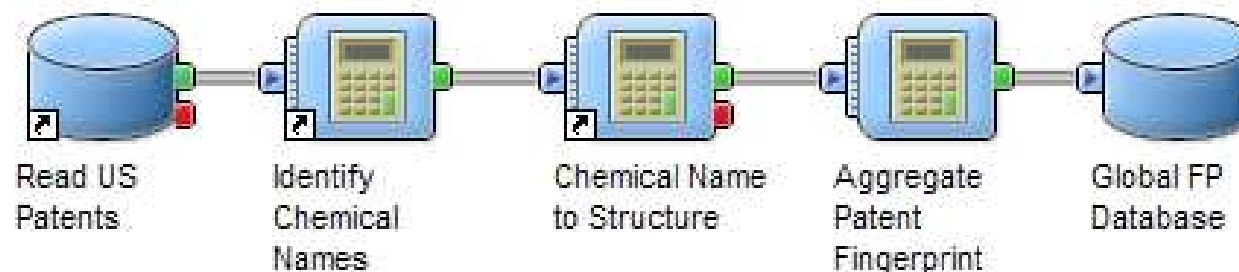 Read US
Patents
Identify
Chemical
Names
Chemical Name
to Structure
Aggregate
Patent
Fingerprint
Global FP
Database